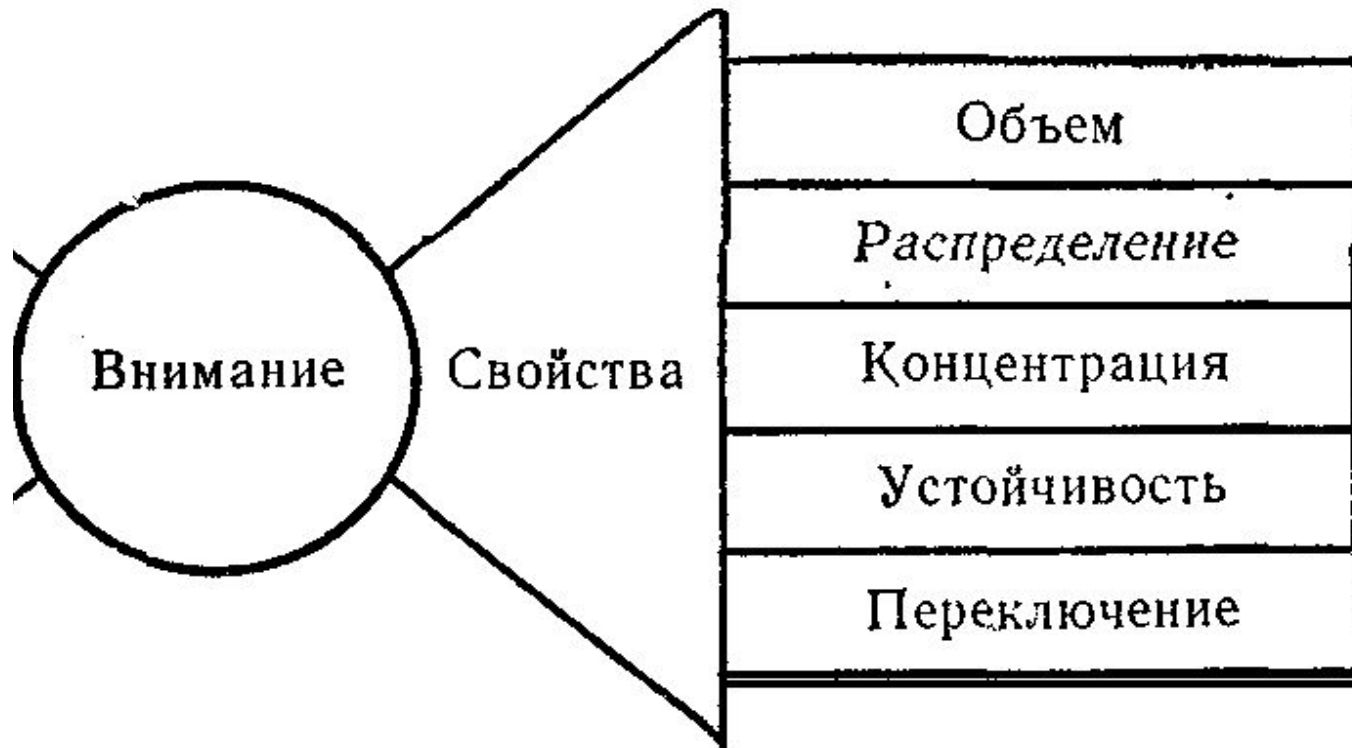 Объем
Распределение
Внимание Свойства Концентрация
Устойчивость
Переключение